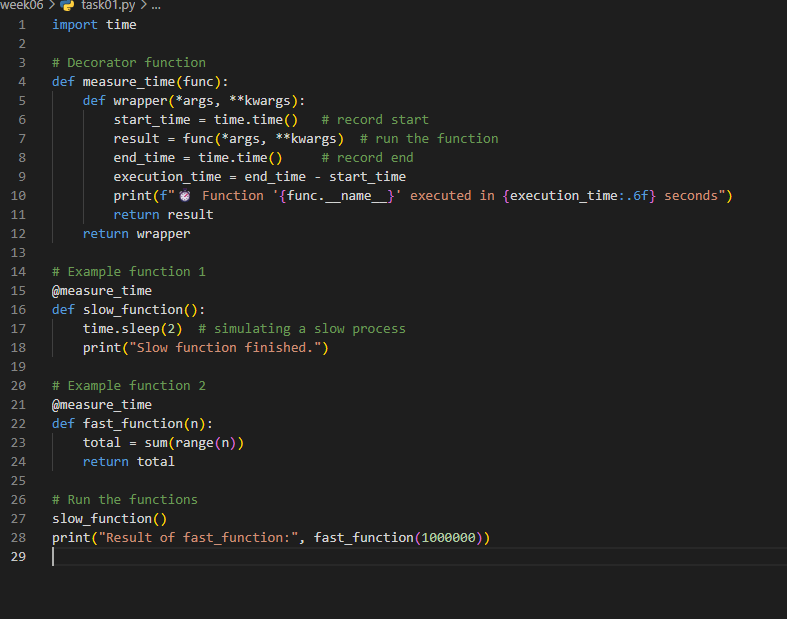 week06 > task01.py > ...
1 import time
2
3 # Decorator function
4 def measure_time(func):
5     def wrapper(*args, **kwargs):
6         start_time = time.time()   # record start
7         result = func(*args, **kwargs)  # run the function
8         end_time = time.time()     # record end
9         execution_time = end_time - start_time
10         print(f"⏱️ Function '{func.__name__}' executed in {execution_time:.6f} seconds")
11         return result
12     return wrapper
13
14 # Example function 1
15 @measure_time
16 def slow_function():
17     time.sleep(2)  # simulating a slow process
18     print("Slow function finished.")
19
20 # Example function 2
21 @measure_time
22 def fast_function(n):
23     total = sum(range(n))
24     return total
25
26 # Run the functions
27 slow_function()
28 print("Result of fast_function:", fast_function(1000000))
29